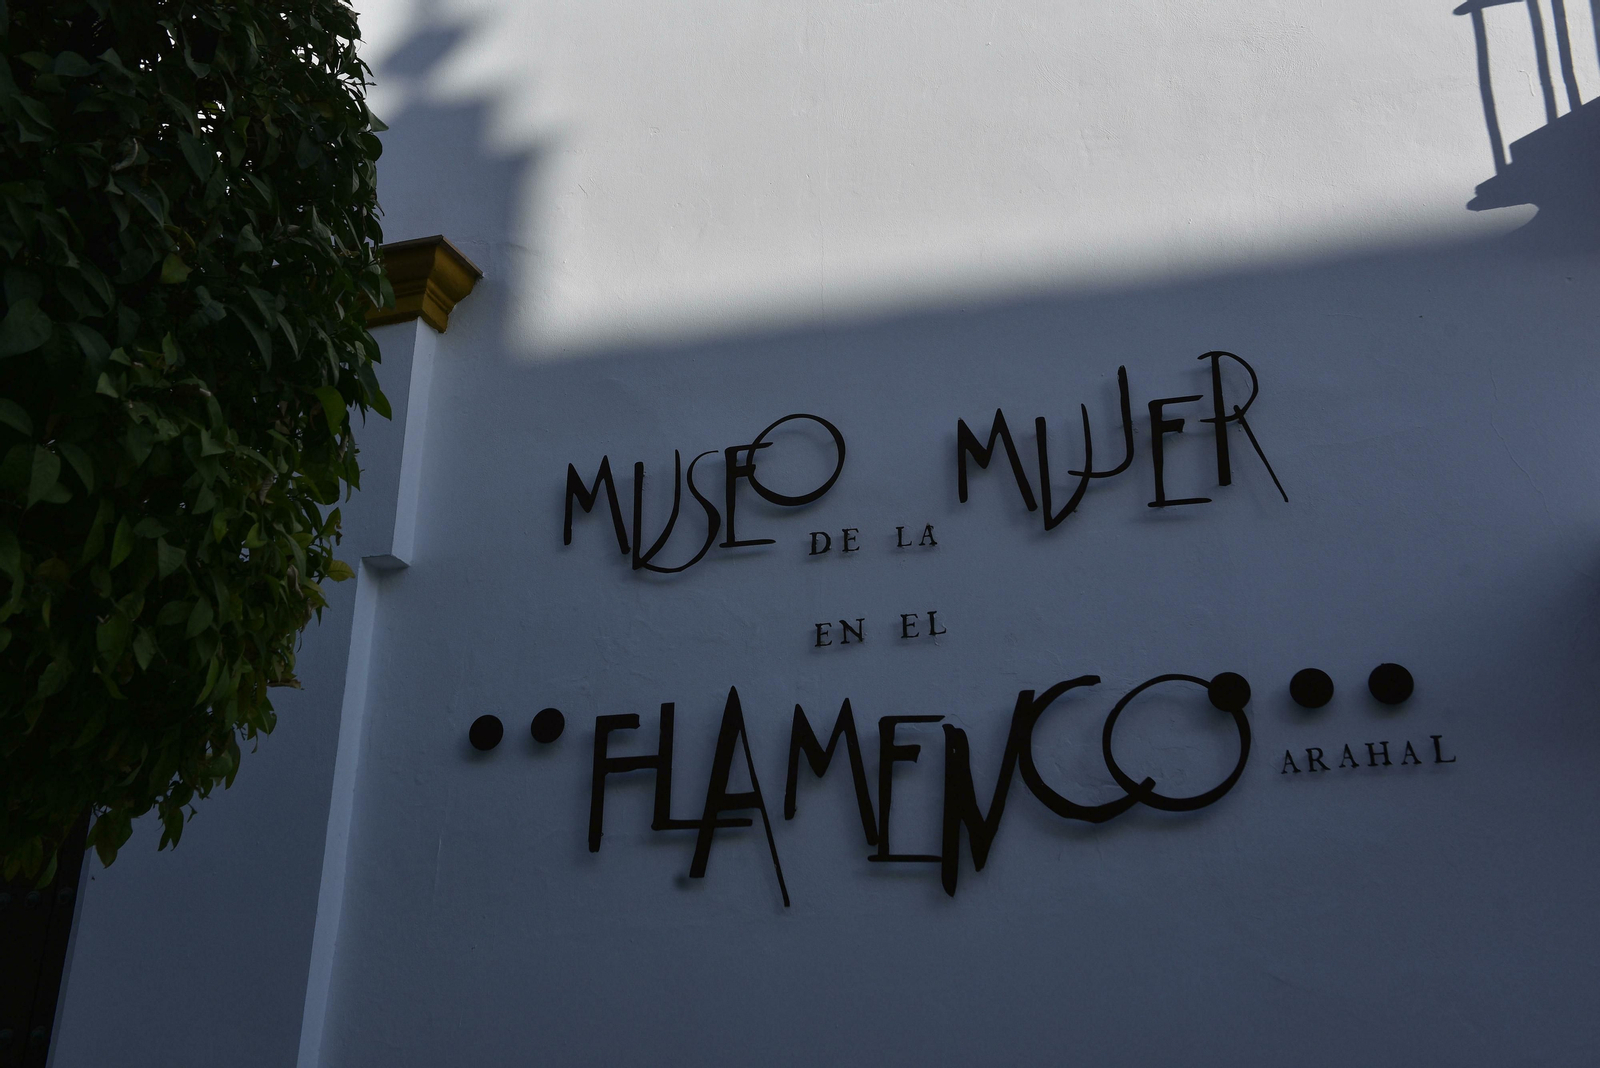 MUSEO DE LA MUJER
EN EL
FLAMENCO
ARAHAL